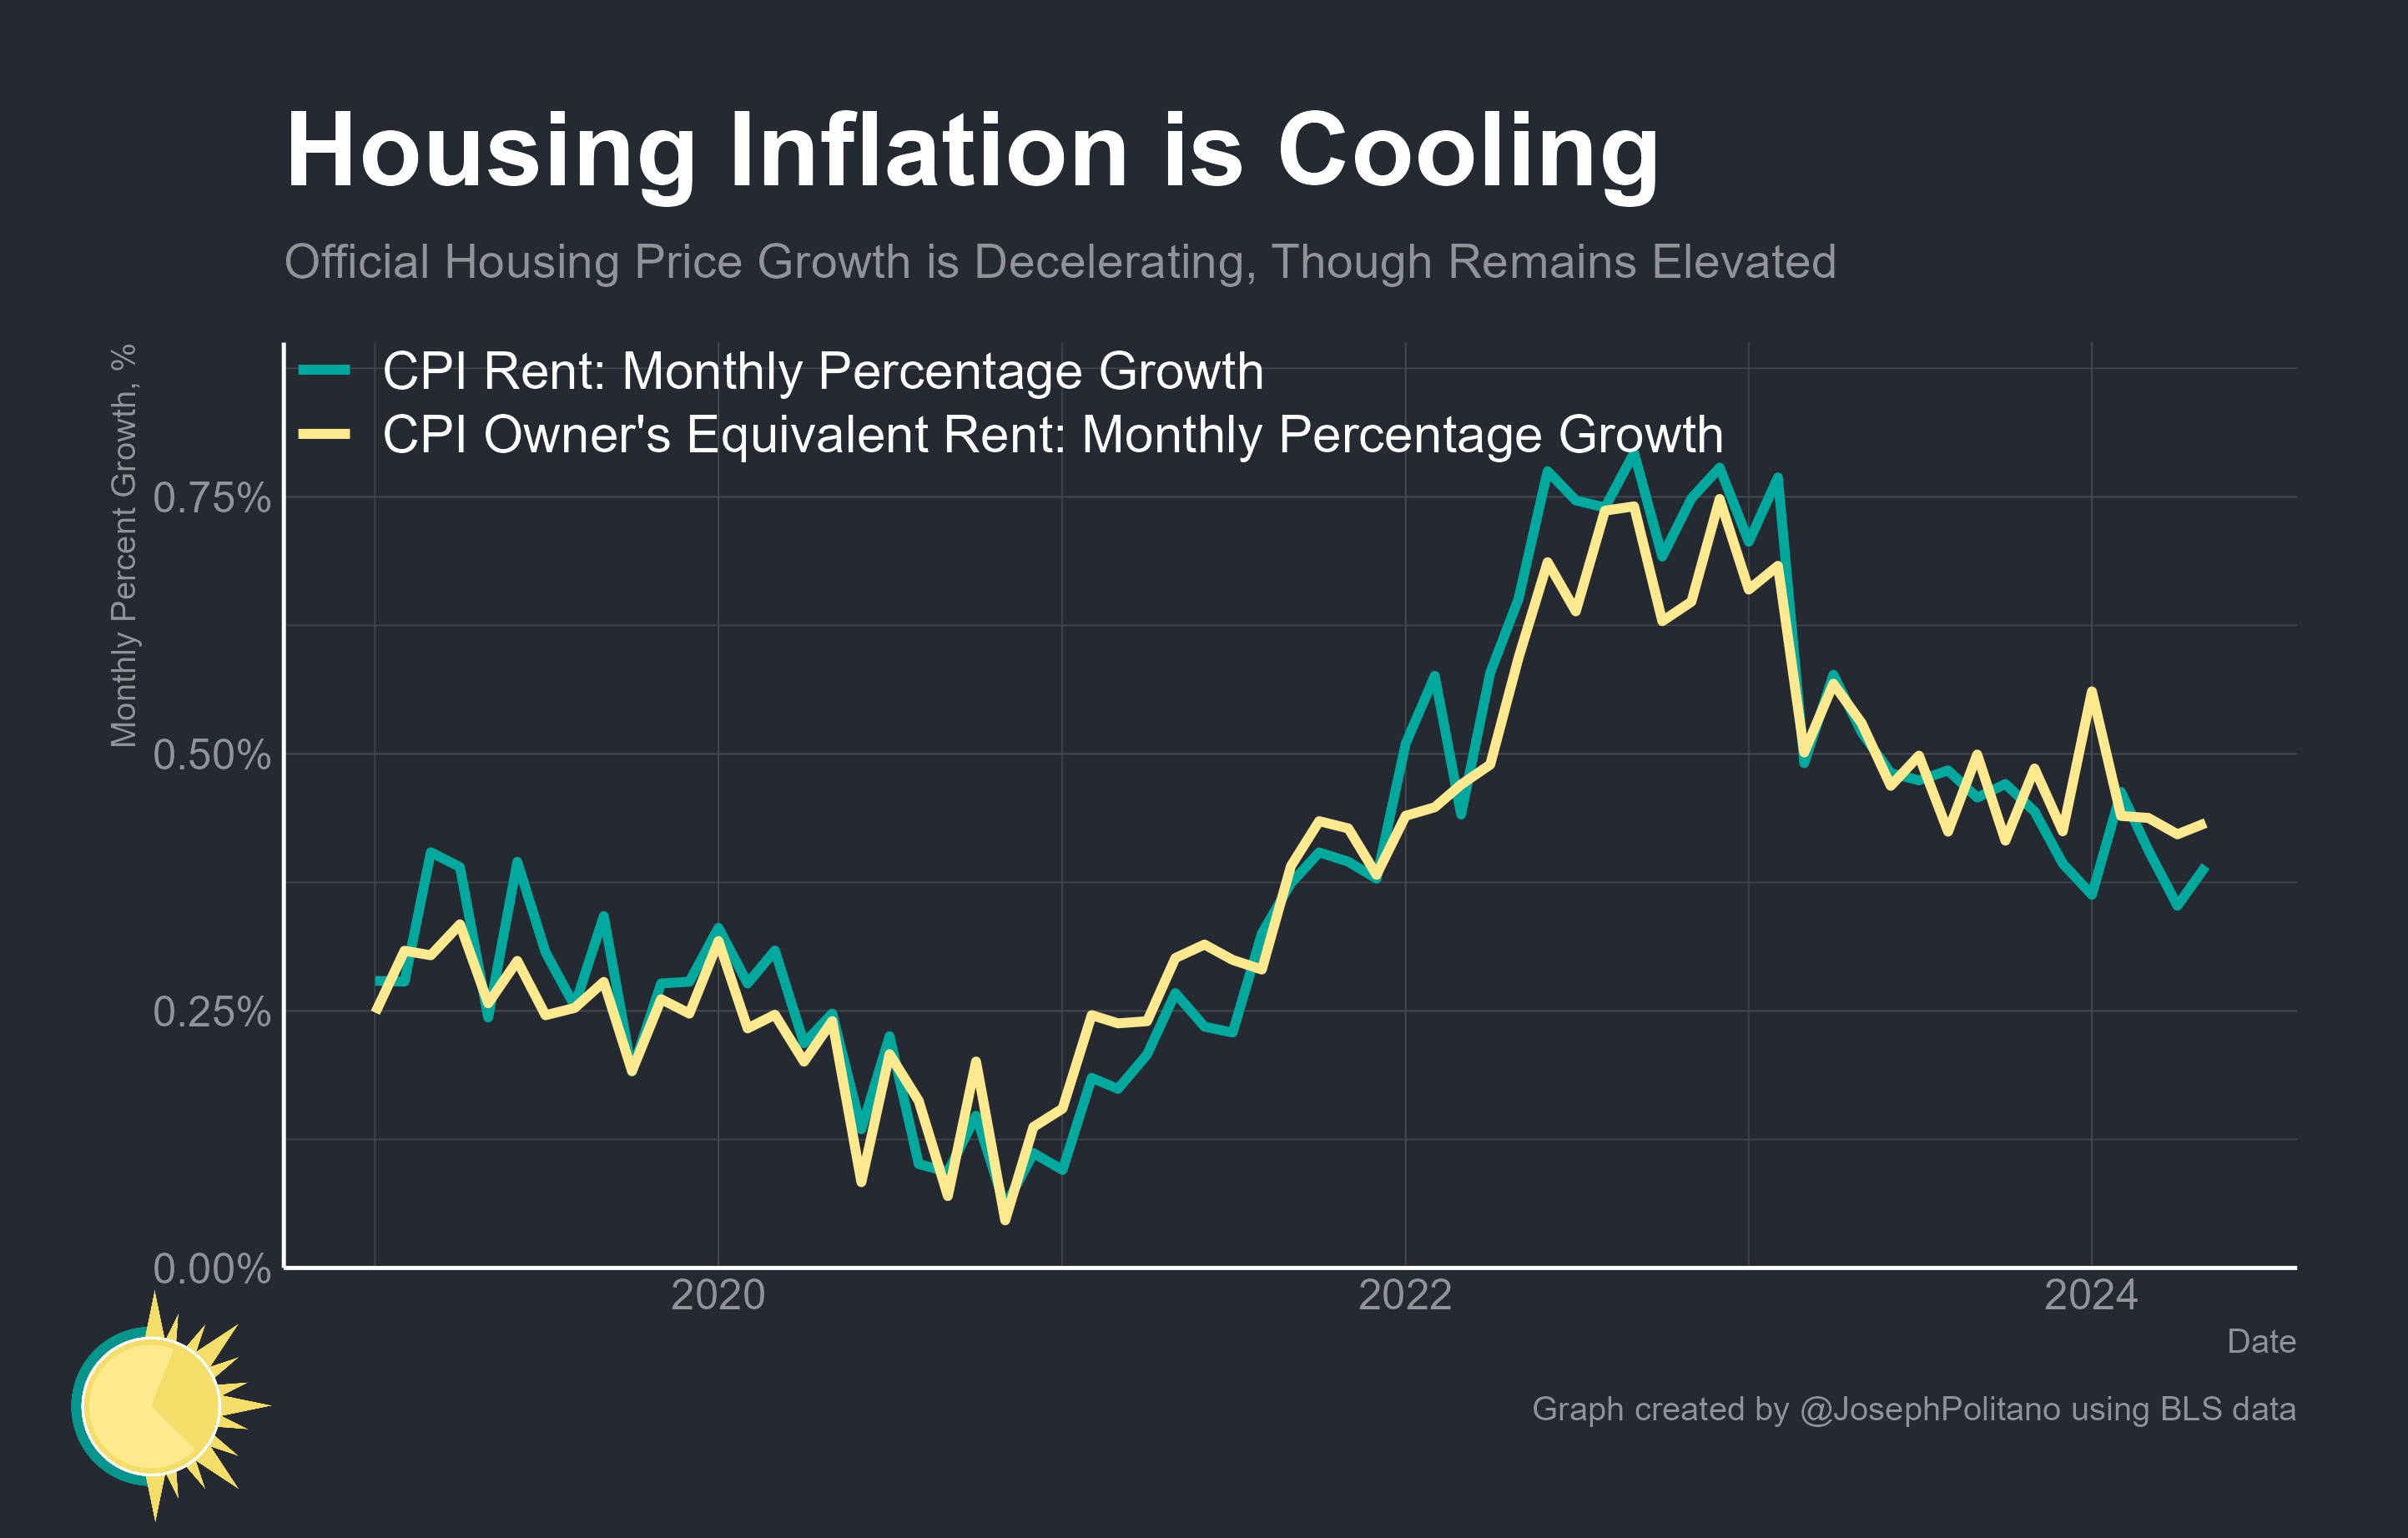 Housing Inflation is Cooling
Official Housing Price Growth is Decelerating, Though Remains Elevated
Monthly Percent Growth, %
CPI Rent: Monthly Percentage Growth
CPI Owner's Equivalent Rent: Monthly Percentage Growth
0.75%
0.50%
0.25%
0.00%
2020
2022
2024
Date
Graph created by @JosephPolitano using BLS data